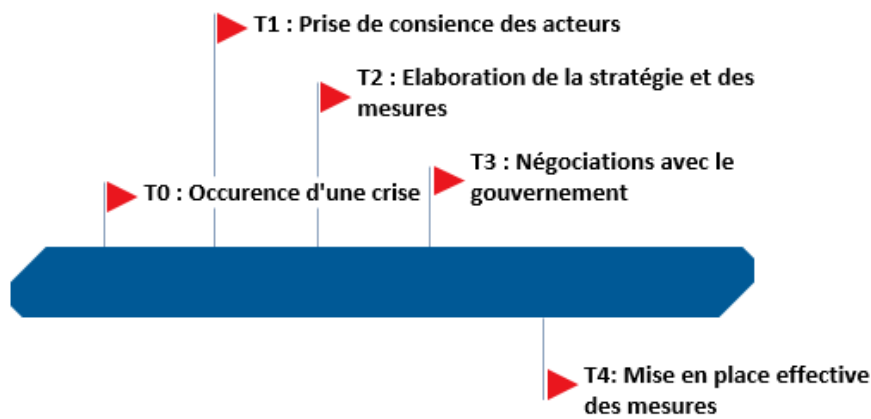 T1 : Prise de consience des acteurs
T2 : Elaboration de la stratégie et des
mesures
T3 : Négociations avec le
gouvernement
T0 : Occurence d'une crise
T4: Mise en place effective
des mesures